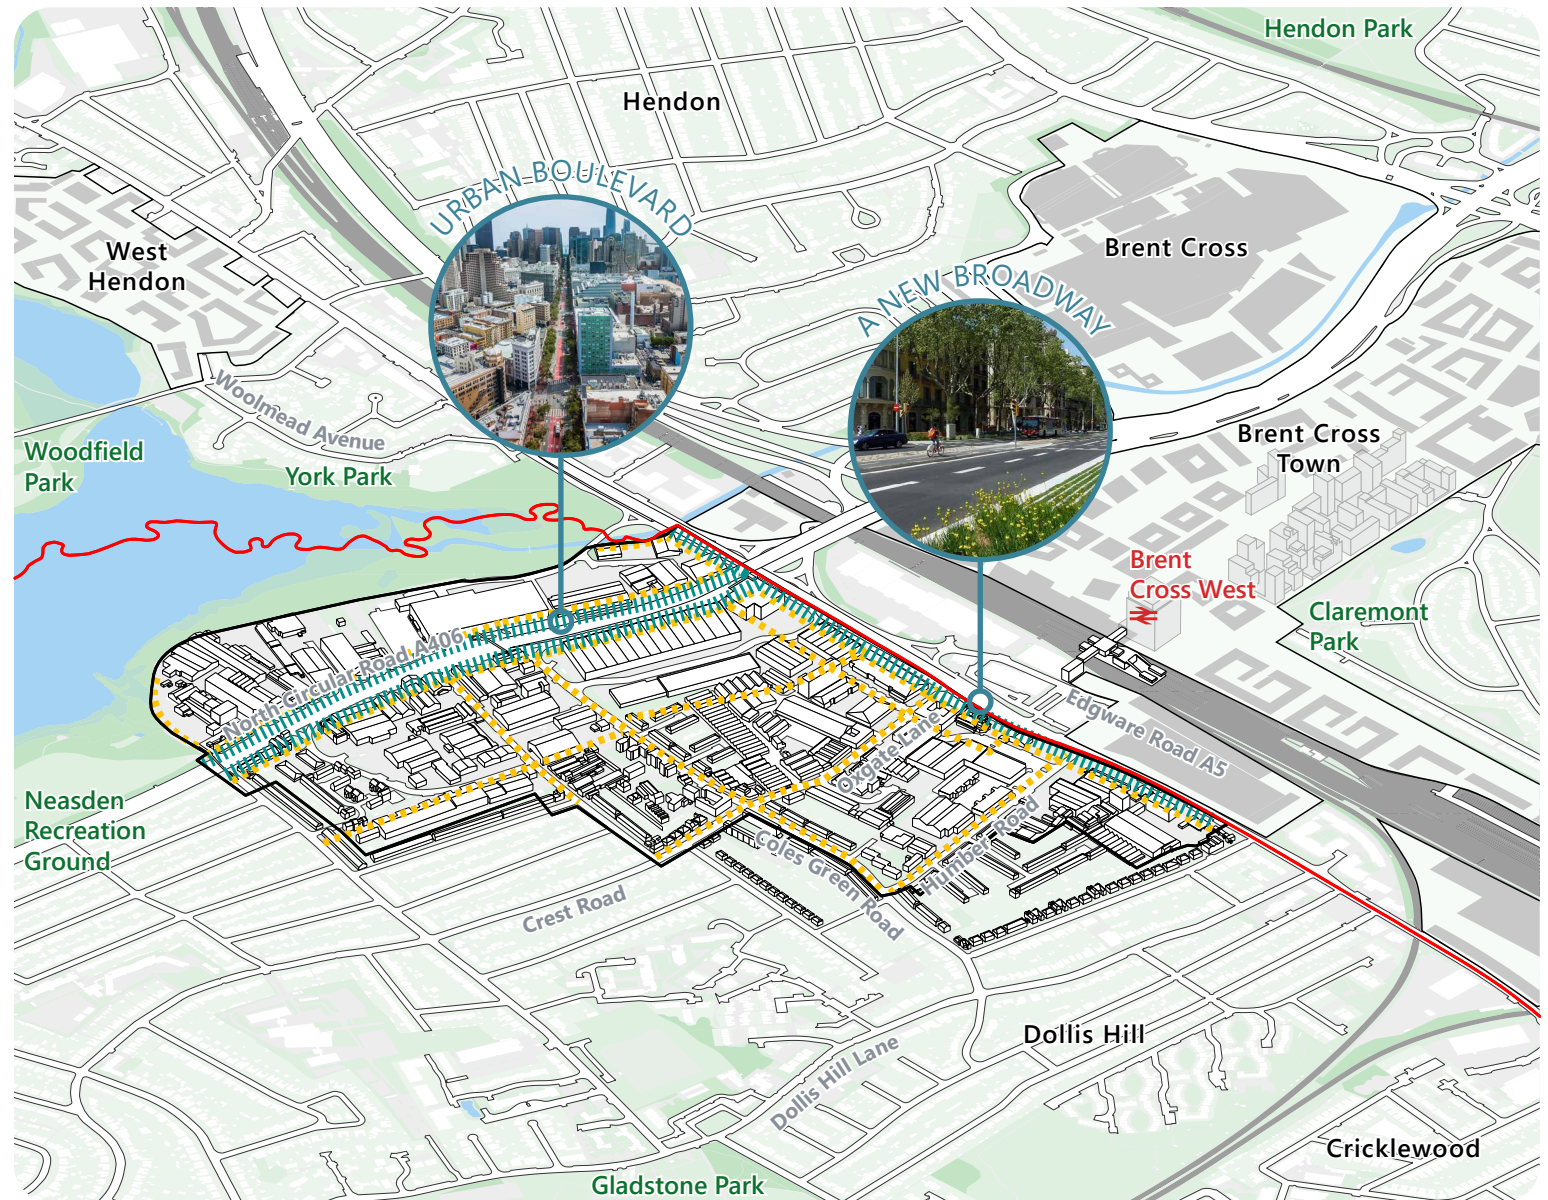 Hendon Park
Hendon
URBAN BOULEVARD
West
Hendon
Brent Cross
A NEW BROADWAY
Woolmead Avenue
Woodfield
Park
York Park
Brent Cross
Town
Brent
Cross West
Claremont
Park
North Circular Road A406
Edgware Road A5
Oxgate Lane
Neasden
Recreation
Ground
Humber Road
Coles Green Road
Crest Road
Dollis Hill
Dollis Hill Lane
Cricklewood
Gladstone Park